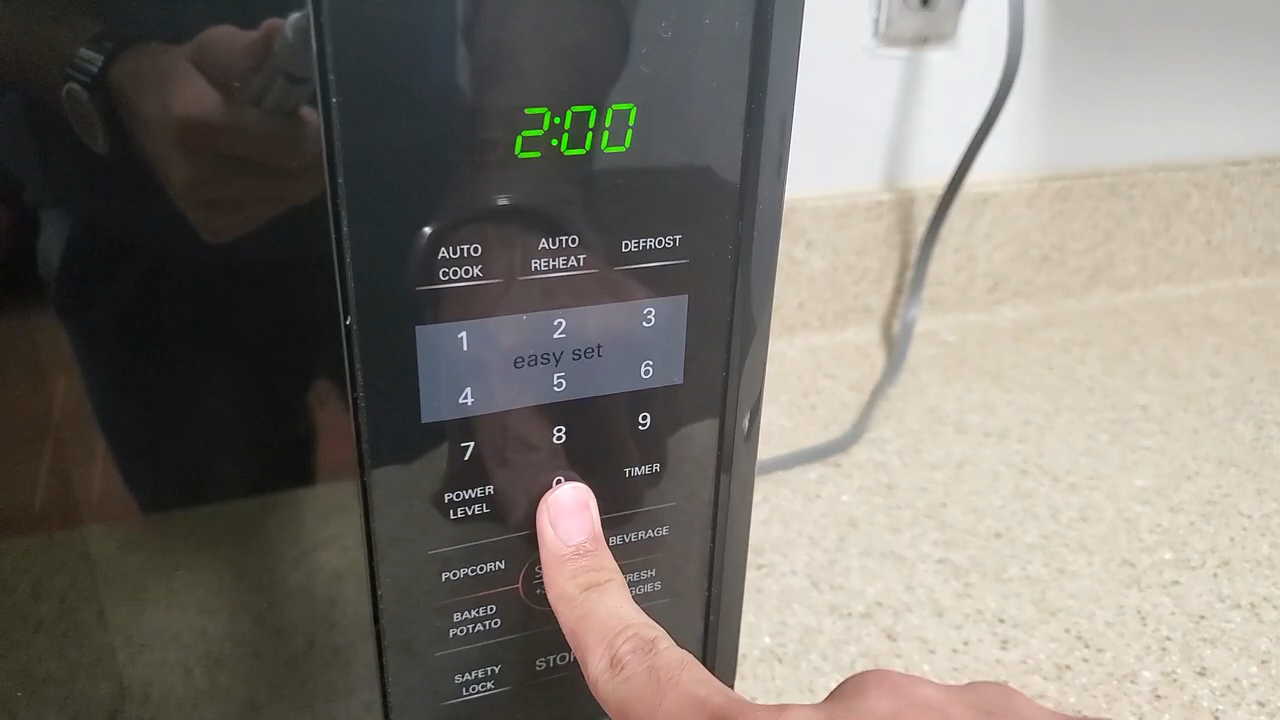 2:00
AUTO
COOK
AUTO
REHEAT
DEFROST
1 2 3
easy set
4 5 6
7 8 9
POWER
LEVEL
0
TIMER
POPCORN
BEVERAGE
BAKED
POTATO
SAFETY
LOCK